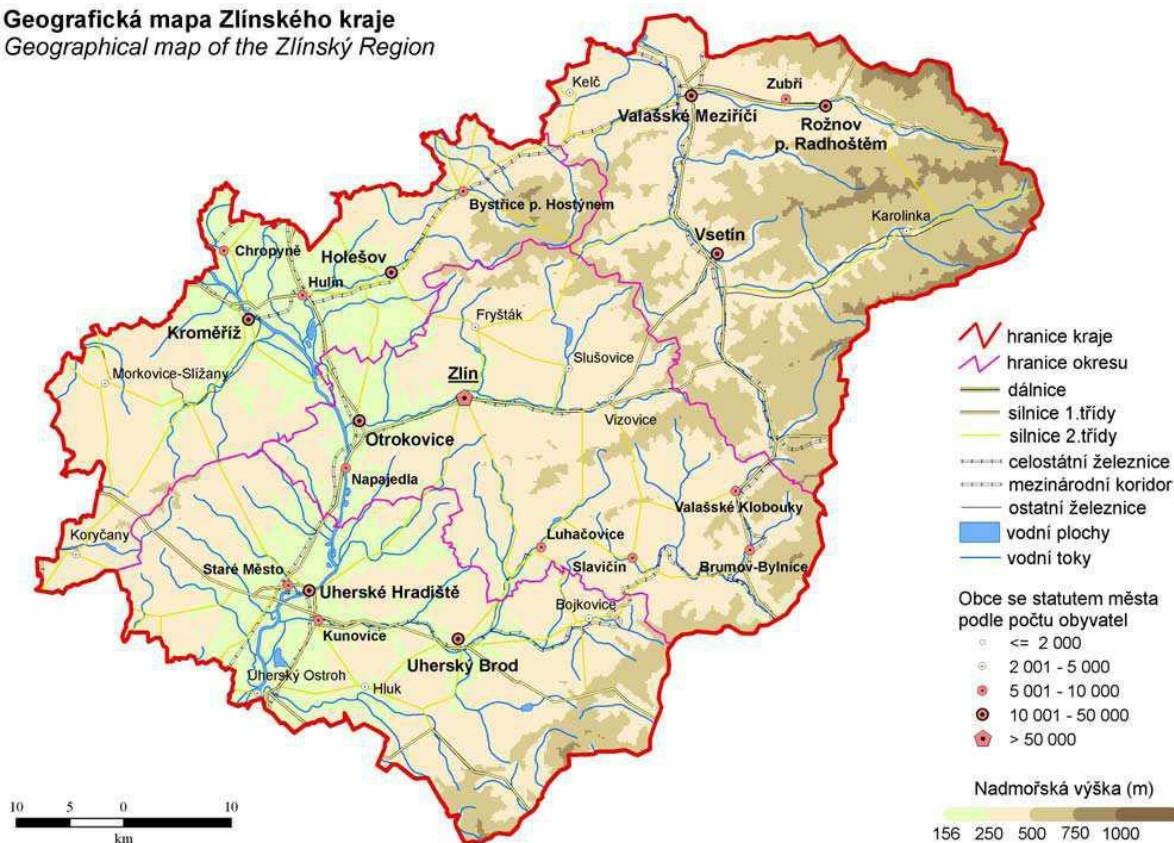 Geografická mapa Zlínského kraje
Geographical map of the Zlínský Region
Kelč
Zubří
Valašské Meziříčí
Rožnov
p. Radhoštěm
Bystřice p. Hostýnem
Karolinka
Vsetín
Chropyně
Holešov
Hulín
Kroměříž
Fryšták
Slušovice
Morkovice-Slížany
Zlín
Vizovice
Otrokovice
Napajedla
Valašské Klobouky
Koryčany
Luhačovice
Staré Město
Slavičín
Brumov-Bylnice
Uherské Hradiště
Bojkovice
Kunovice
Uherský Brod
Uherský Ostroh
Hluk
hranice kraje
hranice okresu
dálnice
silnice 1.třídy
silnice 2.třídy
celostátní železnice
mezinárodní koridor
ostatní železnice
vodní plochy
vodní toky
Obce se statutem města
podle počtu obyvatel
<= 2 000
2 001 - 5 000
5 001 - 10 000
10 001 - 50 000
> 50 000
Nadmořská výška (m)
156 250 500 750 1000
10 5 0 10
km